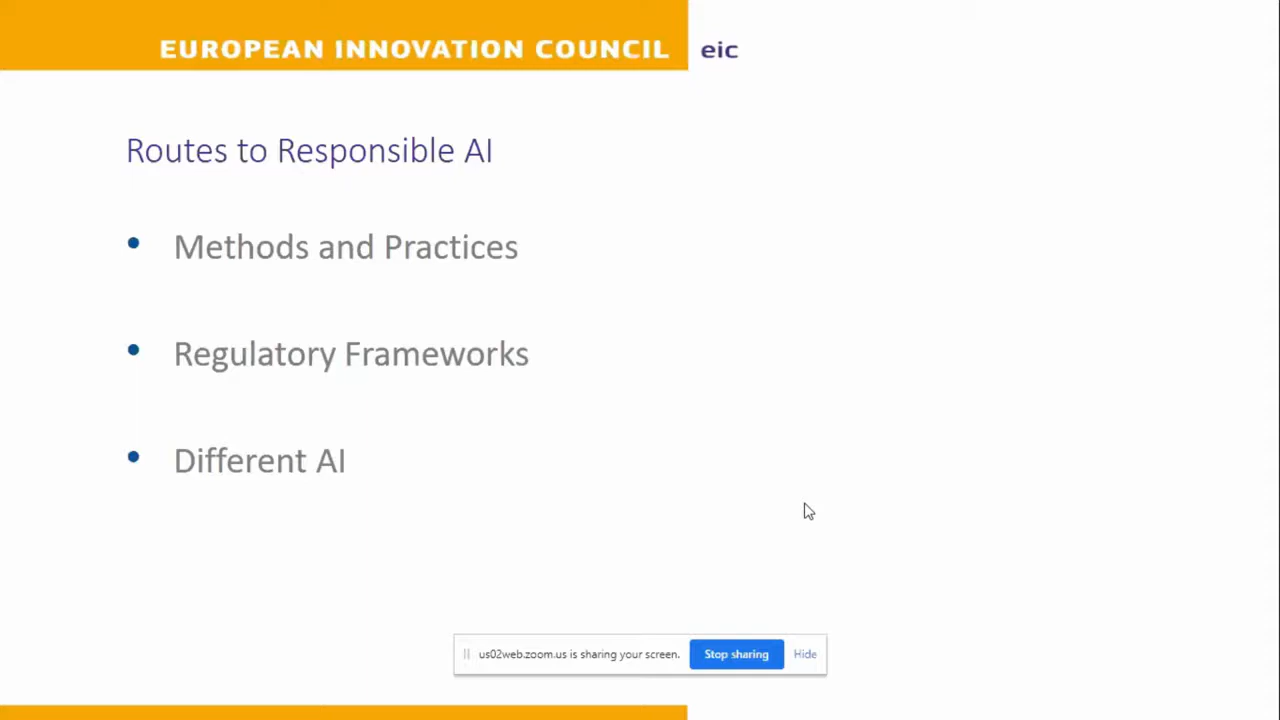 EUROPEAN INNOVATION COUNCIL eic
Routes to Responsible AI
• Methods and Practices
• Regulatory Frameworks
• Different AI
us02web.zoom.us is sharing your screen. Stop sharing Hide